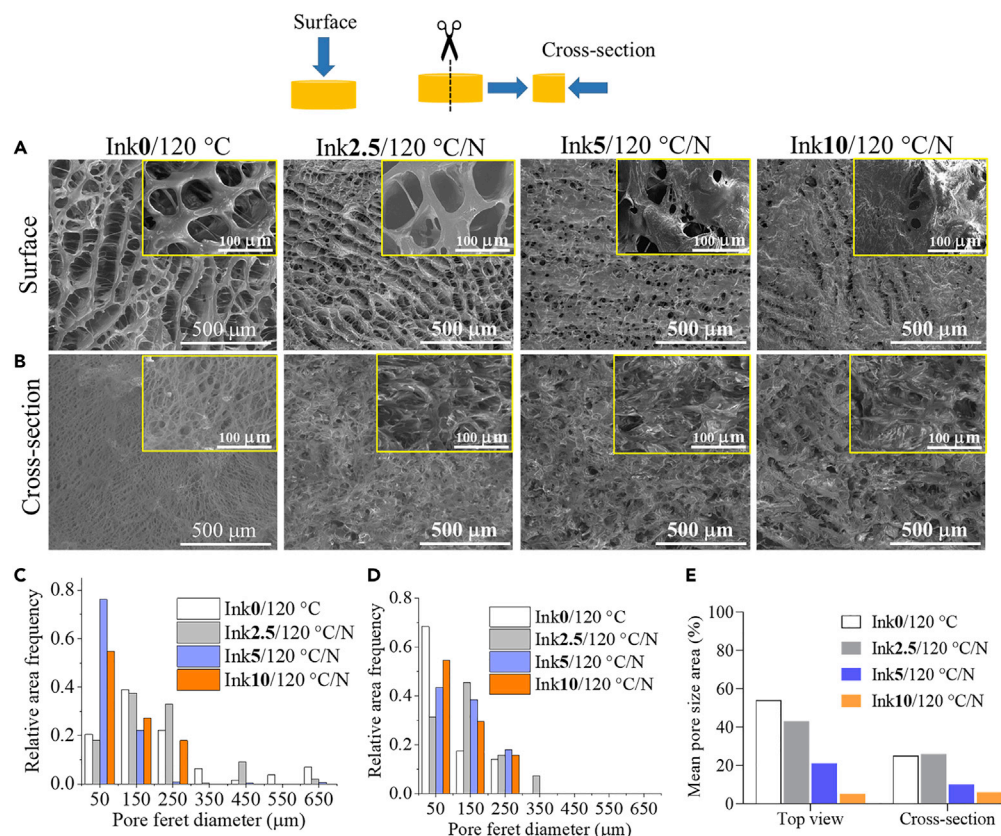 Surface
Cross-section
A
Ink0/120 °C
Ink2.5/120 °C/N
Ink5/120 °C/N
Ink10/120 °C/N
Surface
100 µm
100 µm
100 µm
100 µm
500 µm
500 µm
500 µm
500 µm
B
Cross-section
100 µm
100 µm
100 µm
100 µm
500 µm
500 µm
500 µm
500 µm
C
Relative area frequency
0.8
0.6
0.4
0.2
0.0
Ink0/120 °C
Ink2.5/120 °C/N
Ink5/120 °C/N
Ink10/120 °C/N
50 150 250 350 450 550 650
Pore feret diameter (µm)
D
Relative area frequency
0.8
0.6
0.4
0.2
0.0
Ink0/120 °C
Ink2.5/120 °C/N
Ink5/120 °C/N
Ink10/120 °C/N
50 150 250 350 450 550 650
Pore feret diameter (µm)
E
Mean pore size area (%)
100
80
60
40
20
0
Ink0/120 °C
Ink2.5/120 °C/N
Ink5/120 °C/N
Ink10/120 °C/N
Top view
Cross-section